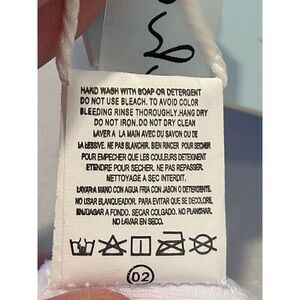 HAND WASH WITH SOAP OR DETERGENT
DO NOT USE BLEACH. TO AVOID COLOR
BLEEDING RINSE THOROUGHLY. HANG DRY
DO NOT IRON. DO NOT DRY CLEAN
LAVER A LA MAIN AVEC DU SAVON OU DE
LA LESSIVE. NE PAS BLANCHIR. BIEN RINCER POUR SECHER
POUR EMPECHER QUE LES COULEURS DETEIGNENT
ETENDRE POUR SECHER. NE PAS REPASSER.
NETTOYAGE A SEC INTERDIT.
LAVAR A MANO CON AGUA FRIA CON JABON O DETERGENTE.
NO USAR BLANQUEADOR. PARA EVITAR QUE SE DECOLORE,
ENJUAGAR A FONDO. SECAR COLGADO. NO PLANCHAR.
NO LAVAR EN SECO.
02